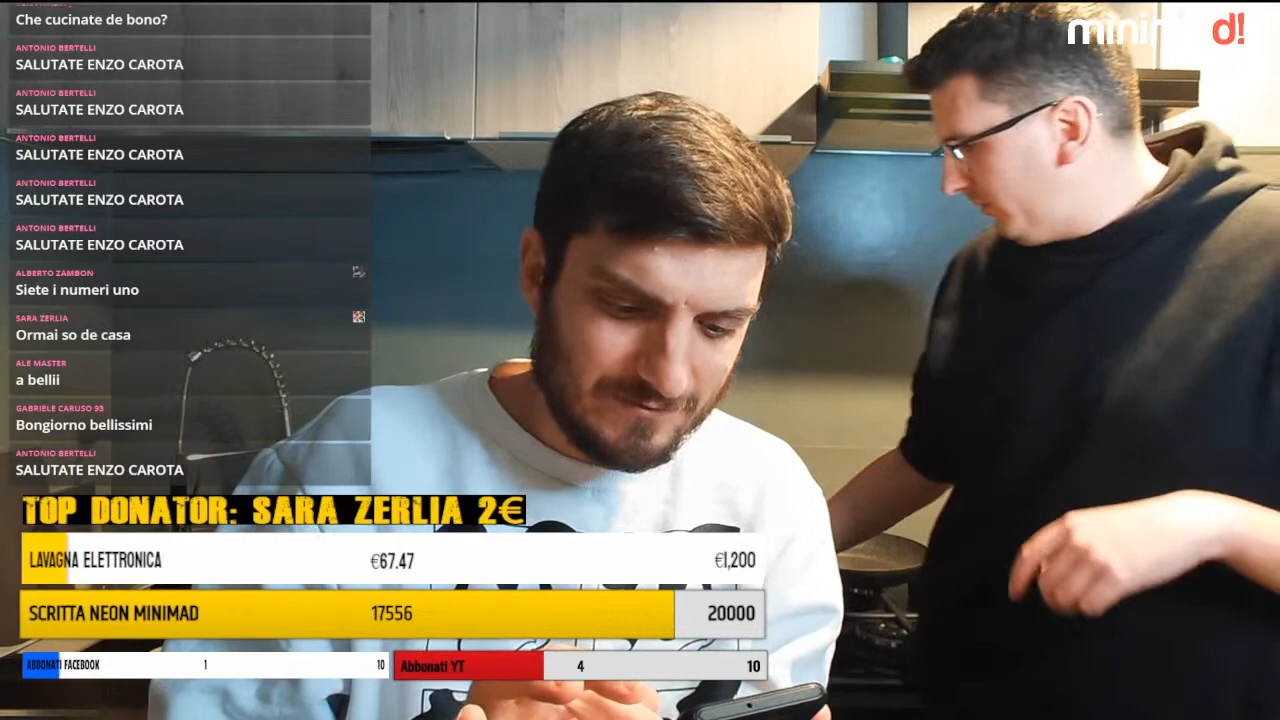 Che cucinate de bono?
ANTONIO BERTELLI
SALUTATE ENZO CAROTA
ANTONIO BERTELLI
SALUTATE ENZO CAROTA
ANTONIO BERTELLI
SALUTATE ENZO CAROTA
ANTONIO BERTELLI
SALUTATE ENZO CAROTA
ANTONIO BERTELLI
SALUTATE ENZO CAROTA
ALBERTO ZAMBON
Siete i numeri uno
SARA ZERLIA
Ormai so de casa
ALE MASTER
a bellii
GABRIELE CARUSO 93
Bongiorno bellissimi
ANTONIO BERTELLI
SALUTATE ENZO CAROTA
TOP DONATOR: SARA ZERLIA 2€
LAVAGNA ELETTRONICA €67.47 €1,200
SCRITTA NEON MINIMAD 17556 20000
ABBONATI FACEBOOK 1 10
Abbonati YT 4 10